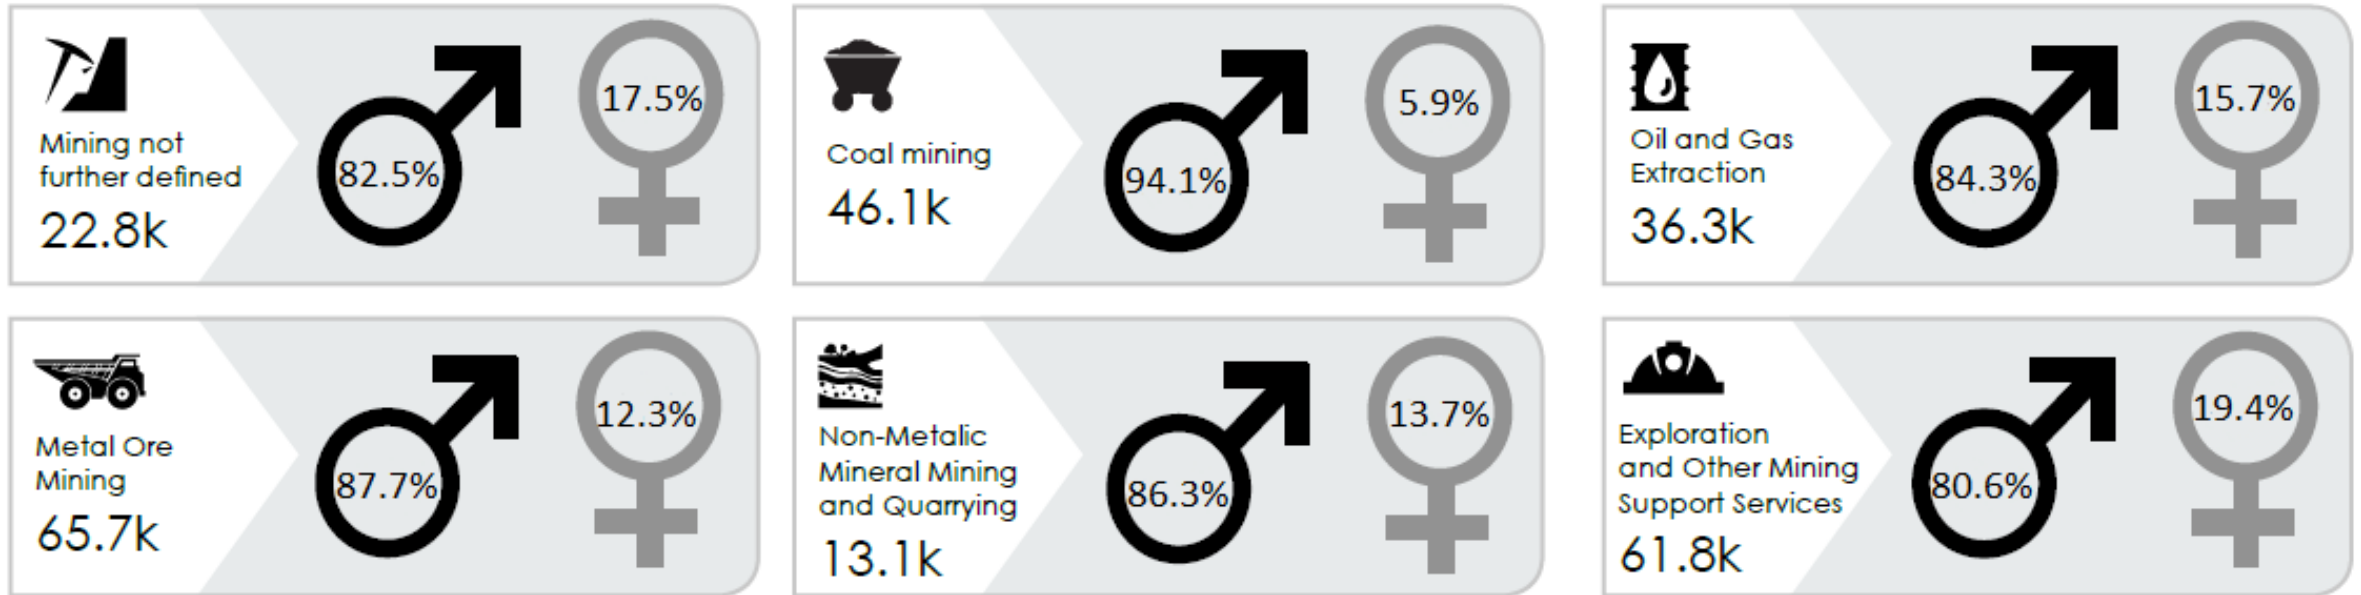 Mining not
further defined
22.8k
82.5%
17.5%
Coal mining
46.1k
94.1%
5.9%
Oil and Gas
Extraction
36.3k
84.3%
15.7%
Metal Ore
Mining
65.7k
87.7%
12.3%
Non-Metalic
Mineral Mining
and Quarrying
13.1k
86.3%
13.7%
Exploration
and Other Mining
Support Services
61.8k
80.6%
19.4%